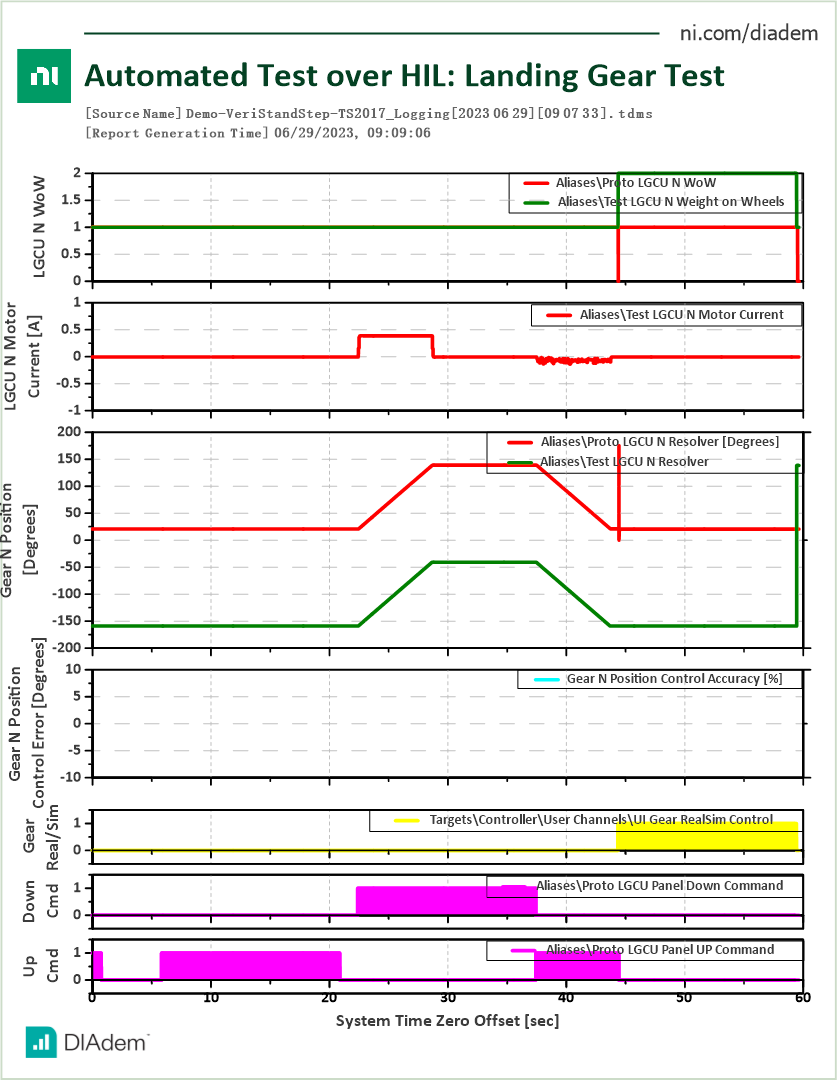 ni.com/diadem
ni
Automated Test over HIL: Landing Gear Test
[Source Name] Demo-VeriStandStep-TS2017_Logging[2023 06 29][09 07 33].tdms
[Report Generation Time] 06/29/2023, 09:09:06
LGCU N WoW
2
1.5
1
0.5
0
Aliases\Proto LGCU N WoW
Aliases\Test LGCU N Weight on Wheels
LGCU N Motor
Current [A]
1
0.5
0
-0.5
-1
Aliases\Test LGCU N Motor Current
Gear N Position
[Degrees]
200
150
100
50
0
-50
-100
-150
-200
Aliases\Proto LGCU N Resolver [Degrees]
Aliases\Test LGCU N Resolver
Gear N Position
Control Error [Degrees]
10
5
0
-5
-10
Gear N Position Control Accuracy [%]
Gear
Real/Sim
1
0
Targets\Controller\User Channels\UI Gear RealSim Control
Down
Cmd
1
0
Aliases\Proto LGCU Panel Down Command
Up
Cmd
1
0
Aliases\Proto LGCU Panel UP Command
0 10 20 30 40 50 60
System Time Zero Offset [sec]
DIAdem™